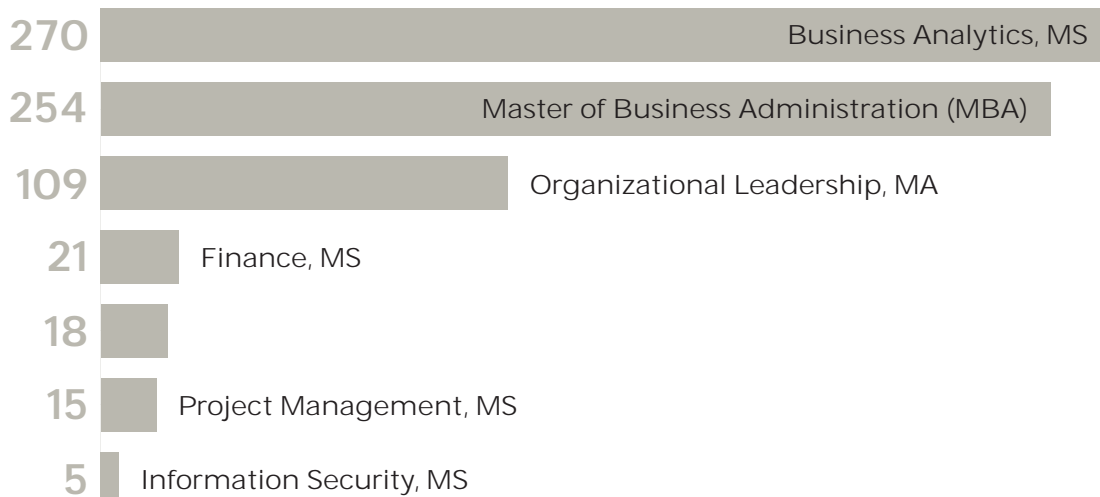 270 Business Analytics, MS
254 Master of Business Administration (MBA)
109 Organizational Leadership, MA
21 Finance, MS
18
15 Project Management, MS
5 Information Security, MS